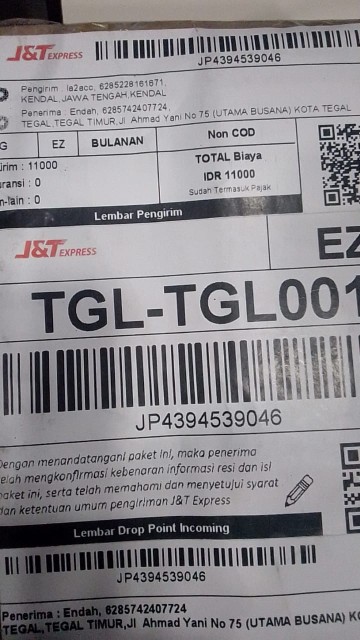 J&T EXPRESS
JP4394539046
Pengirim : la2acc, 6285228161671,
KENDAL,JAWA TENGAH,KENDAL
Penerima : Endah, 6285742407724,
TEGAL,TEGAL TIMUR,Jl Ahmad Yani No 75 (UTAMA BUSANA) KOTA TEGAL
G EZ BULANAN Non COD
irim : 11000
uransi : 0
n-lain : 0
TOTAL Biaya
IDR 11000
Sudah Termasuk Pajak
Lembar Pengirim
J&T EXPRESS
EZ
TGL-TGL001
JP4394539046
Dengan menandatangani paket ini, maka penerima
telah mengkonfirmasi kebenaran informasi resi dan isi
paket ini, serta telah memahami dan menyetujui syarat
dan ketentuan umum pengiriman J&T Express
Lembar Drop Point Incoming
JP4394539046
Penerima : Endah, 6285742407724
TEGAL,TEGAL TIMUR,Jl Ahmad Yani No 75 (UTAMA BUSANA) KO